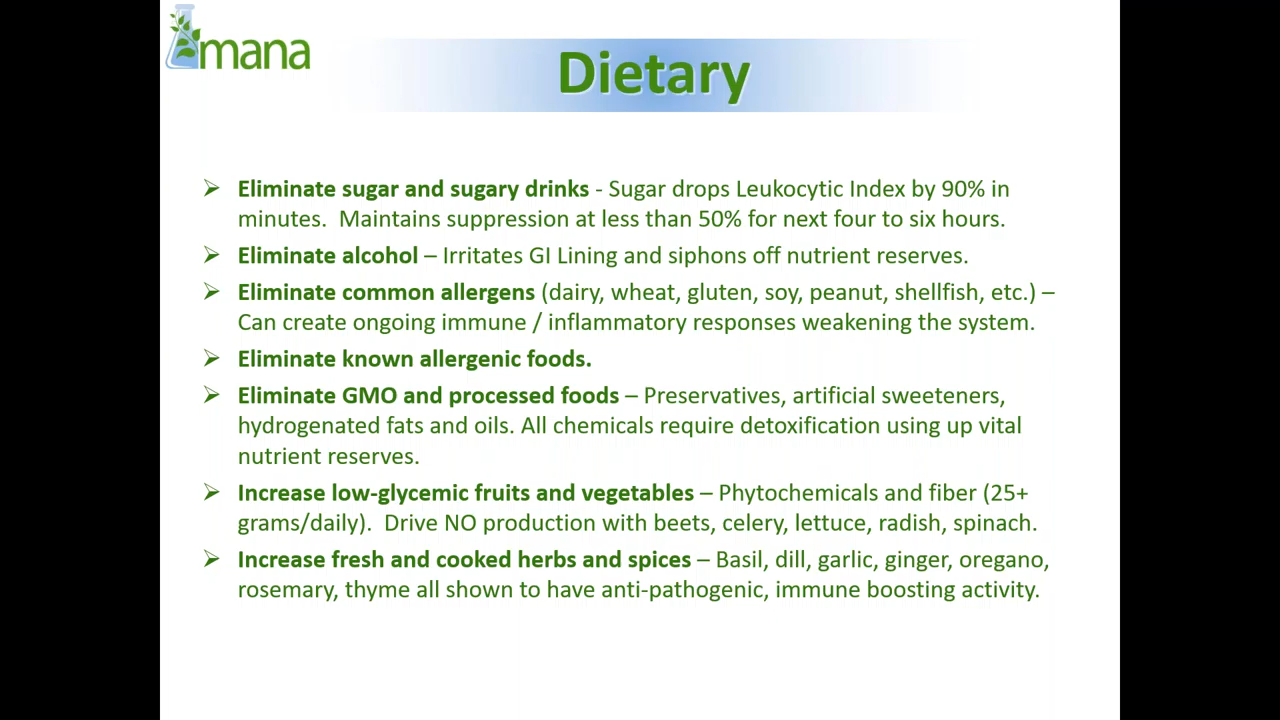 mana
Dietary
➢ Eliminate sugar and sugary drinks - Sugar drops Leukocytic Index by 90% in
minutes.  Maintains suppression at less than 50% for next four to six hours.
➢ Eliminate alcohol – Irritates GI Lining and siphons off nutrient reserves.
➢ Eliminate common allergens (dairy, wheat, gluten, soy, peanut, shellfish, etc.) –
Can create ongoing immune / inflammatory responses weakening the system.
➢ Eliminate known allergenic foods.
➢ Eliminate GMO and processed foods – Preservatives, artificial sweeteners,
hydrogenated fats and oils. All chemicals require detoxification using up vital
nutrient reserves.
➢ Increase low-glycemic fruits and vegetables – Phytochemicals and fiber (25+
grams/daily).  Drive NO production with beets, celery, lettuce, radish, spinach.
➢ Increase fresh and cooked herbs and spices – Basil, dill, garlic, ginger, oregano,
rosemary, thyme all shown to have anti-pathogenic, immune boosting activity.